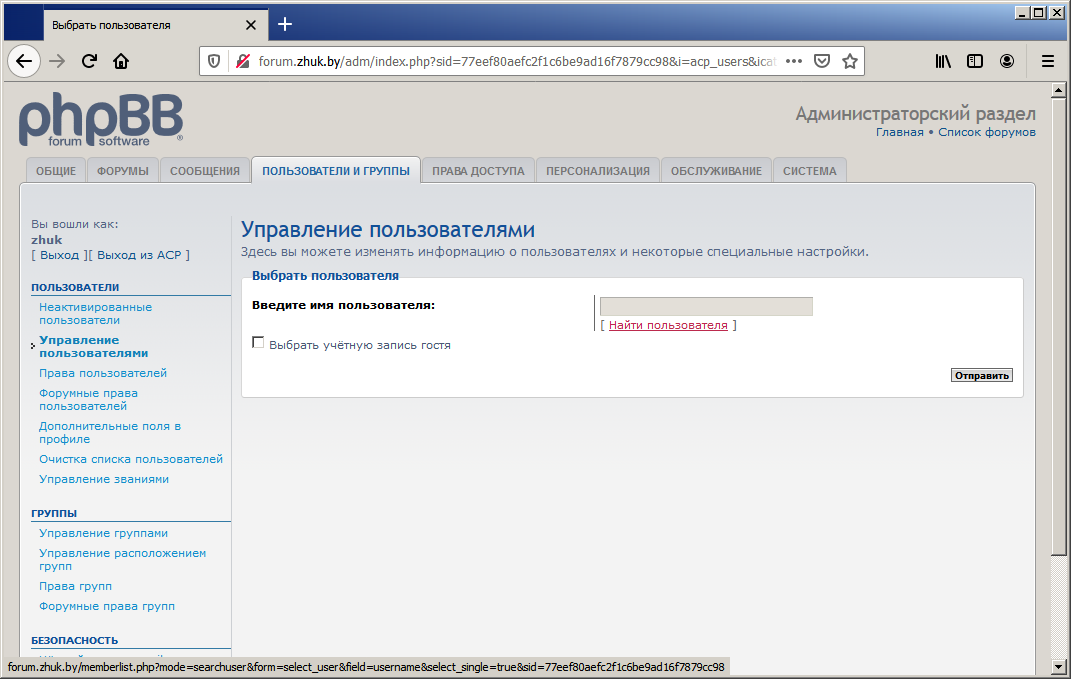 Выбрать пользователя
forum.zhuk.by/adm/index.php?sid=77eef80aefc2f1c6be9ad16f7879cc98&i=acp_users&icat
phpBB
forum software
®
Администраторский раздел
Главная • Список форумов
ОБЩИЕ ФОРУМЫ СООБЩЕНИЯ ПОЛЬЗОВАТЕЛИ И ГРУППЫ ПРАВА ДОСТУПА ПЕРСОНАЛИЗАЦИЯ ОБСЛУЖИВАНИЕ СИСТЕМА
Вы вошли как:
zhuk
[ Выход ][ Выход из ACP ]
ПОЛЬЗОВАТЕЛИ
Неактивированные
пользователи
Управление
пользователями
Права пользователей
Форумные права
пользователей
Дополнительные поля в
профиле
Очистка списка пользователей
Управление званиями
ГРУППЫ
Управление группами
Управление расположением
групп
Права групп
Форумные права групп
БЕЗОПАСНОСТЬ
Управление пользователями
Здесь вы можете изменять информацию о пользователях и некоторые специальные настройки.
Выбрать пользователя
Введите имя пользователя:
[ Найти пользователя ]
Выбрать учётную запись гостя
Отправить
forum.zhuk.by/memberlist.php?mode=searchuser&form=select_user&field=username&select_single=true&sid=77eef80aefc2f1c6be9ad16f7879cc98